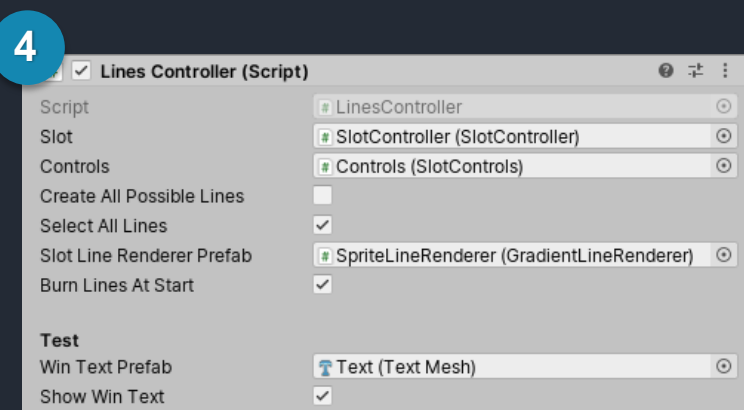 4
Lines Controller (Script)
Script # LinesController
Slot # SlotController (SlotController)
Controls # Controls (SlotControls)
Create All Possible Lines
Select All Lines
Slot Line Renderer Prefab # SpriteLineRenderer (GradientLineRenderer)
Burn Lines At Start
Test
Win Text Prefab Text (Text Mesh)
Show Win Text